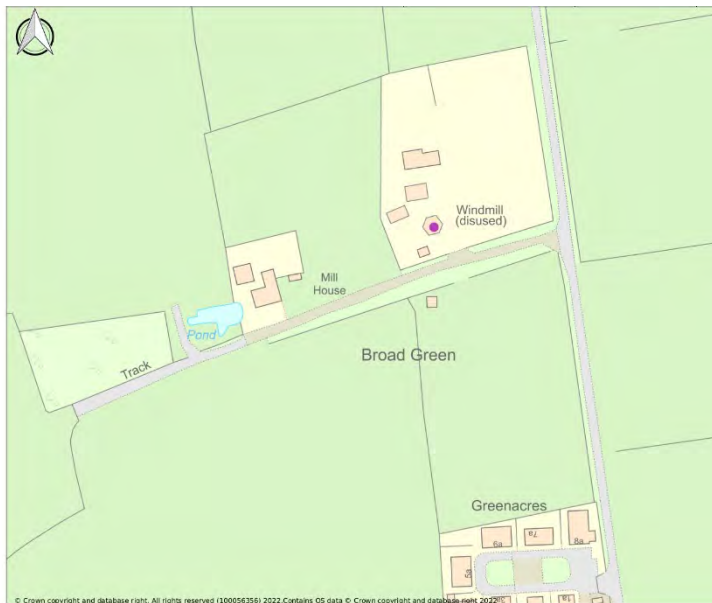 Windmill
(disused)
Mill
House
Pond
Broad Green
Track
Greenacres
8a
7a
6a
5a
1a
© Crown copyright and database right. All rights reserved (100056356) 2022.Contains OS data © Crown copyright and database right 2022